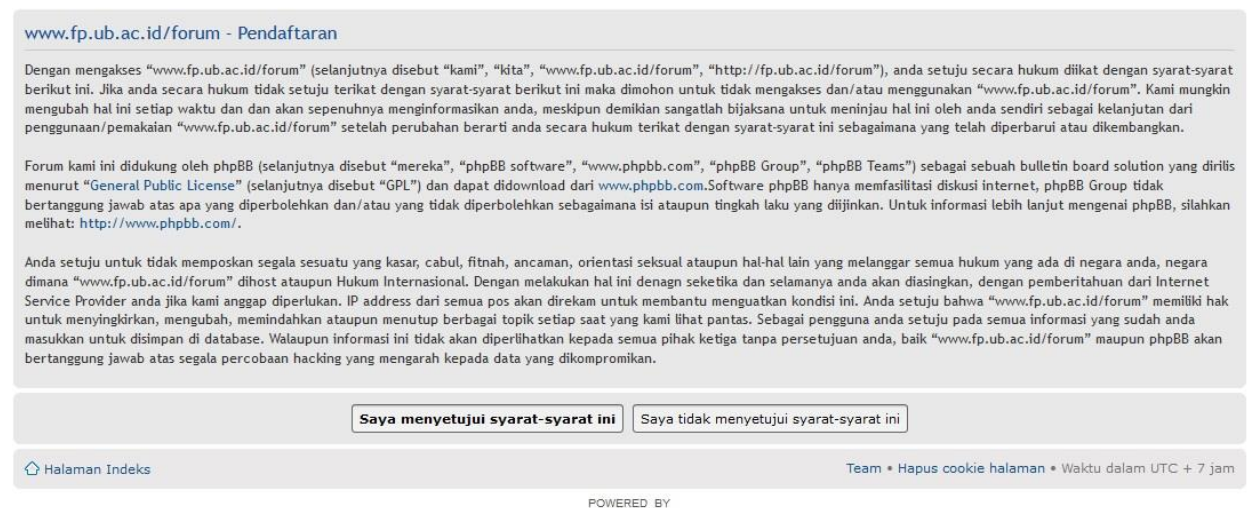 www.fp.ub.ac.id/forum - Pendaftaran
Dengan mengakses “www.fp.ub.ac.id/forum” (selanjutnya disebut “kami”, “kita”, “www.fp.ub.ac.id/forum”, “http://fp.ub.ac.id/forum”), anda setuju secara hukum diikat dengan syarat-syarat
berikut ini. Jika anda secara hukum tidak setuju terikat dengan syarat-syarat berikut ini maka dimohon untuk tidak mengakses dan/atau menggunakan “www.fp.ub.ac.id/forum”. Kami mungkin
mengubah hal ini setiap waktu dan dan akan sepenuhnya menginformasikan anda, meskipun demikian sangatlah bijaksana untuk meninjau hal ini oleh anda sendiri sebagai kelanjutan dari
penggunaan/pemakaian “www.fp.ub.ac.id/forum” setelah perubahan berarti anda secara hukum terikat dengan syarat-syarat ini sebagaimana yang telah diperbarui atau dikembangkan.
Forum kami ini didukung oleh phpBB (selanjutnya disebut “mereka”, “phpBB software”, “www.phpbb.com”, “phpBB Group”, “phpBB Teams”) sebagai sebuah bulletin board solution yang dirilis
menurut “General Public License” (selanjutnya disebut “GPL”) dan dapat didownload dari www.phpbb.com.Software phpBB hanya memfasilitasi diskusi internet, phpBB Group tidak
bertanggung jawab atas apa yang diperbolehkan dan/atau yang tidak diperbolehkan sebagaimana isi ataupun tingkah laku yang diijinkan. Untuk informasi lebih lanjut mengenai phpBB, silahkan
melihat: http://www.phpbb.com/.
Anda setuju untuk tidak memposkan segala sesuatu yang kasar, cabul, fitnah, ancaman, orientasi seksual ataupun hal-hal lain yang melanggar semua hukum yang ada di negara anda, negara
dimana “www.fp.ub.ac.id/forum” dihost ataupun Hukum Internasional. Dengan melakukan hal ini denagn seketika dan selamanya anda akan diasingkan, dengan pemberitahuan dari Internet
Service Provider anda jika kami anggap diperlukan. IP address dari semua pos akan direkam untuk membantu menguatkan kondisi ini. Anda setuju bahwa “www.fp.ub.ac.id/forum” memiliki hak
untuk menyingkirkan, mengubah, memindahkan ataupun menutup berbagai topik setiap saat yang kami lihat pantas. Sebagai pengguna anda setuju pada semua informasi yang sudah anda
masukkan untuk disimpan di database. Walaupun informasi ini tidak akan diperlihatkan kepada semua pihak ketiga tanpa persetujuan anda, baik “www.fp.ub.ac.id/forum” maupun phpBB akan
bertanggung jawab atas segala percobaan hacking yang mengarah kepada data yang dikompromikan.
Saya menyetujui syarat-syarat ini Saya tidak menyetujui syarat-syarat ini
Halaman Indeks Team • Hapus cookie halaman • Waktu dalam UTC + 7 jam
POWERED BY